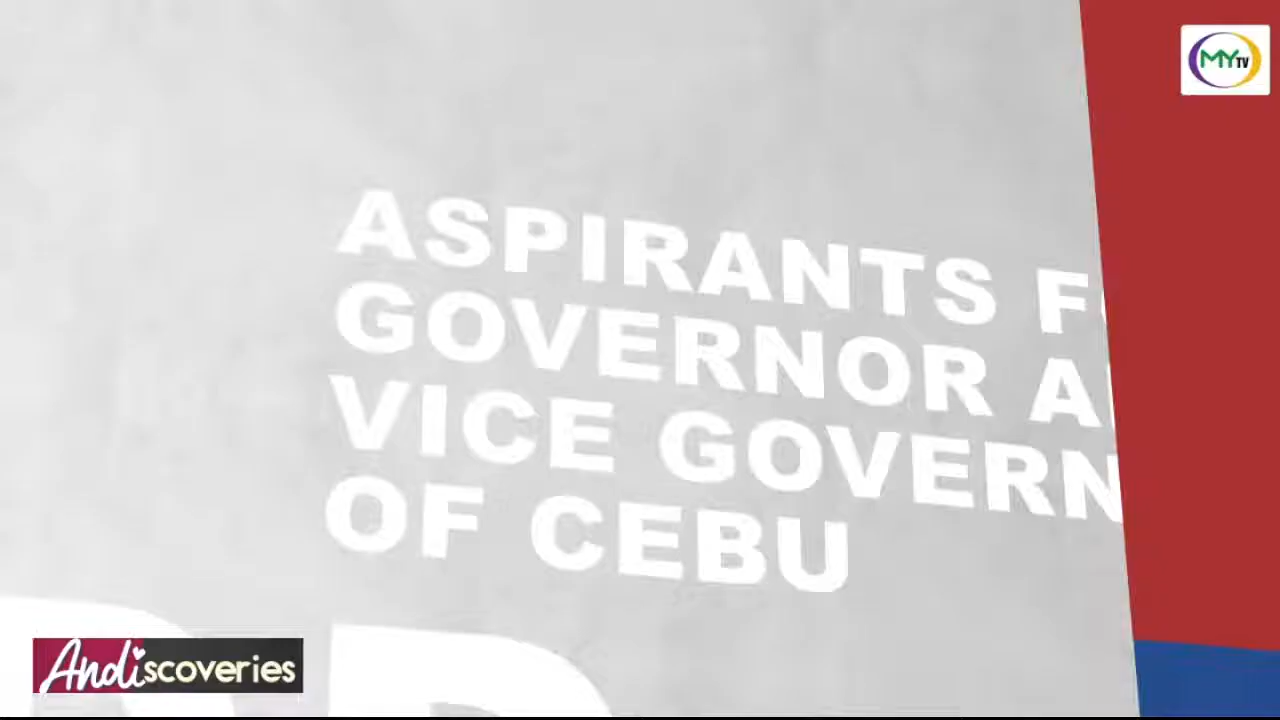 MYTV
ASPIRANTS F
GOVERNOR A
VICE GOVERN
OF CEBU
Andiscoveries